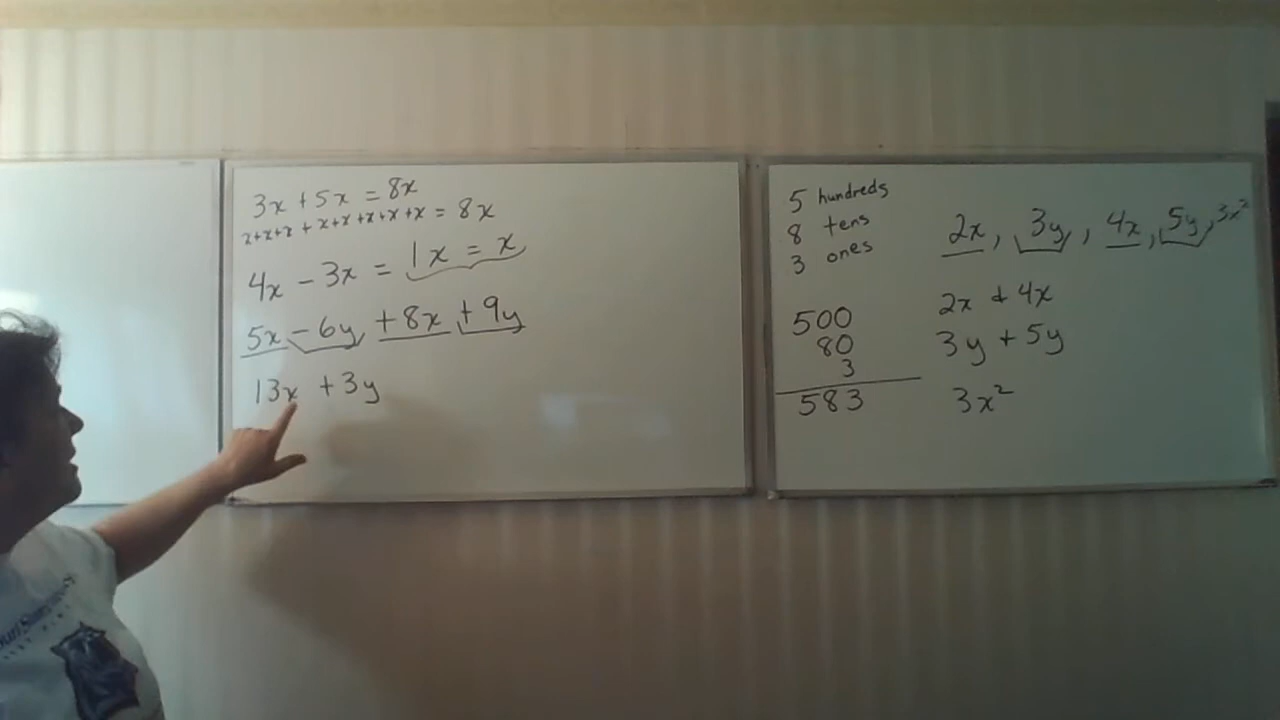 3x + 5x = 8x
x+x+x + x+x+x+x+x = 8x
4x - 3x = 1x = x
5x - 6y + 8x + 9y
13x + 3y
5 hundreds
8 tens
3 ones
500
80
3
583
2x, 3y, 4x, 5y, 3x²
2x + 4x
3y + 5y
3x²